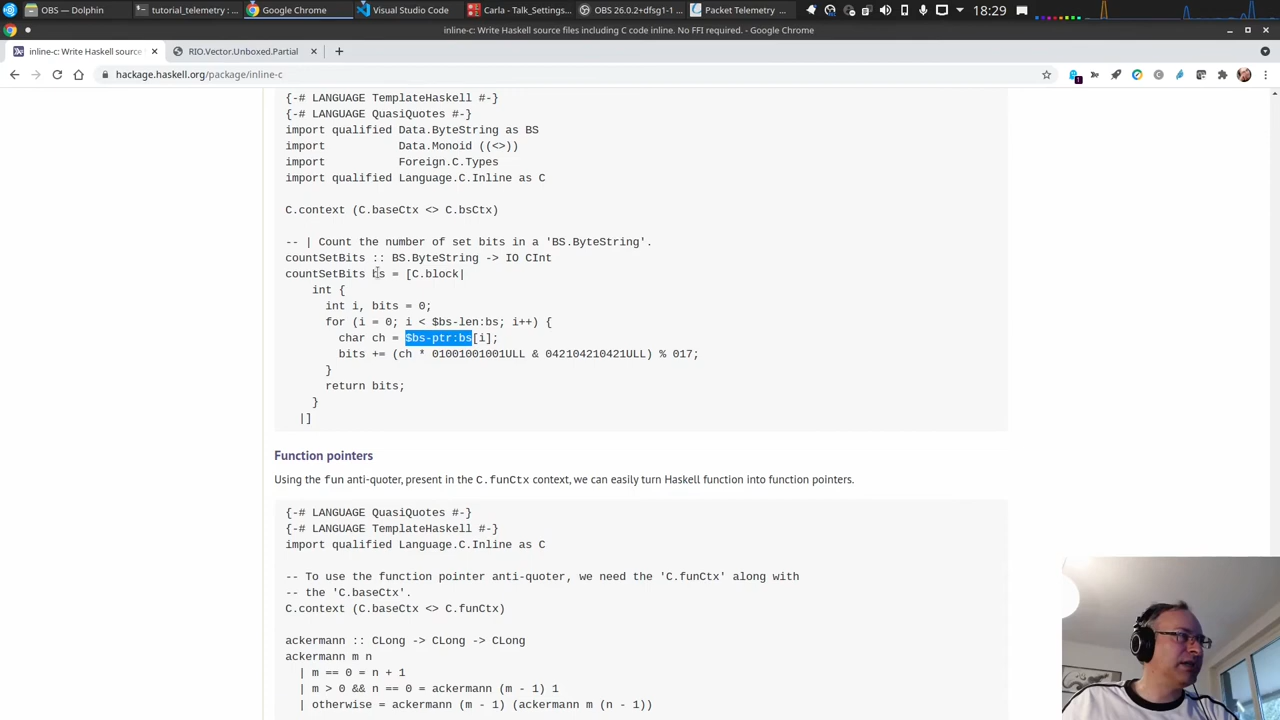 OBS — Dolphin
tutorial_telemetry : ...
Google Chrome
Visual Studio Code
Carla - Talk_Settings...
OBS 26.0.2+dfsg1-1 ...
Packet Telemetry ...
18:29
inline-c: Write Haskell source files including C code inline. No FFI required. - Google Chrome
inline-c: Write Haskell source
RIO.Vector.Unboxed.Partial
hackage.haskell.org/package/inline-c
{-# LANGUAGE TemplateHaskell #-}
{-# LANGUAGE QuasiQuotes #-}
import qualified Data.ByteString as BS
import           Data.Monoid ((<>))
import           Foreign.C.Types
import qualified Language.C.Inline as C
C.context (C.baseCtx <> C.bsCtx)
-- | Count the number of set bits in a 'BS.ByteString'.
countSetBits :: BS.ByteString -> IO CInt
countSetBits bs = [C.block|
    int {
      int i, bits = 0;
      for (i = 0; i < $bs-len:bs; i++) {
        char ch = $bs-ptr:bs[i];
        bits += (ch * 01001001001ULL & 042104210421ULL) % 017;
      }
      return bits;
    }
  |]
Function pointers
Using the fun anti-quoter, present in the C.funCtx context, we can easily turn Haskell function into function pointers.
{-# LANGUAGE QuasiQuotes #-}
{-# LANGUAGE TemplateHaskell #-}
import qualified Language.C.Inline as C
-- To use the function pointer anti-quoter, we need the 'C.funCtx' along with
-- the 'C.baseCtx'.
C.context (C.baseCtx <> C.funCtx)
ackermann :: CLong -> CLong -> CLong
ackermann m n
  | m == 0 = n + 1
  | m > 0 && n == 0 = ackermann (m - 1) 1
  | otherwise = ackermann (m - 1) (ackermann m (n - 1))